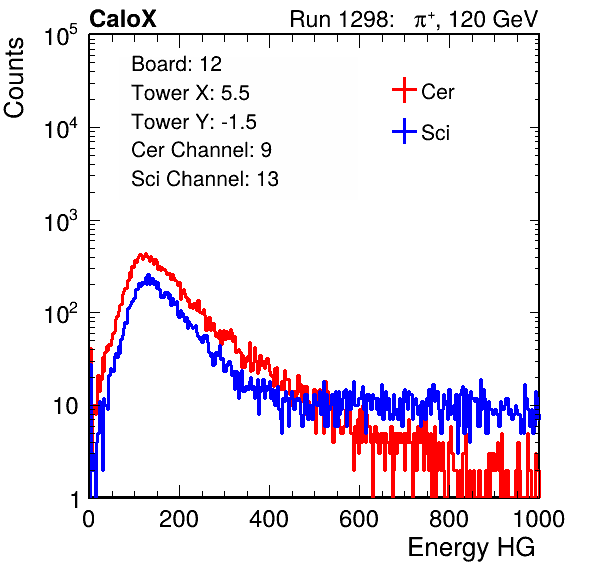 CaloX Run 1298: π⁺, 120 GeV
Counts
10⁵
10⁴
10³
10²
10
1
Board: 12
Tower X: 5.5
Tower Y: -1.5
Cer Channel: 9
Sci Channel: 13
Cer
Sci
0 200 400 600 800 1000
Energy HG